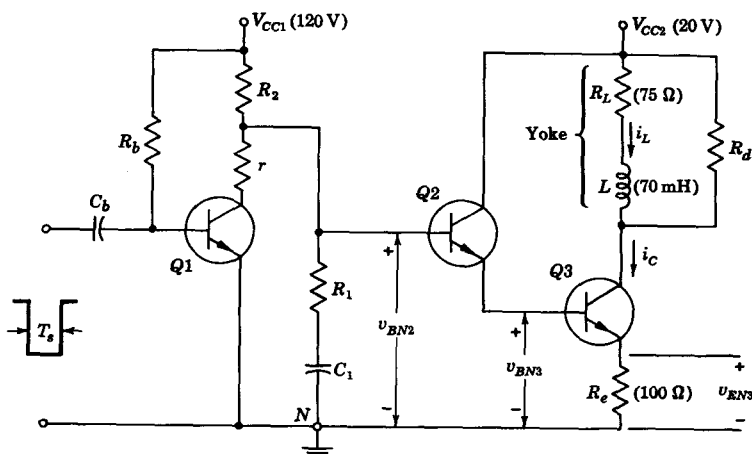 V_CC1 (120 V)
V_CC2 (20 V)
R_2
R_L (75 Ω)
Yoke
i_L
R_b
r
R_d
C_b
Q2
L (70 mH)
Q1
i_C
Q3
+
R_1
T_s
v_BN2
+
+
v_BN3
C_1
R_e (100 Ω)
v_EN3
N
-
-
-